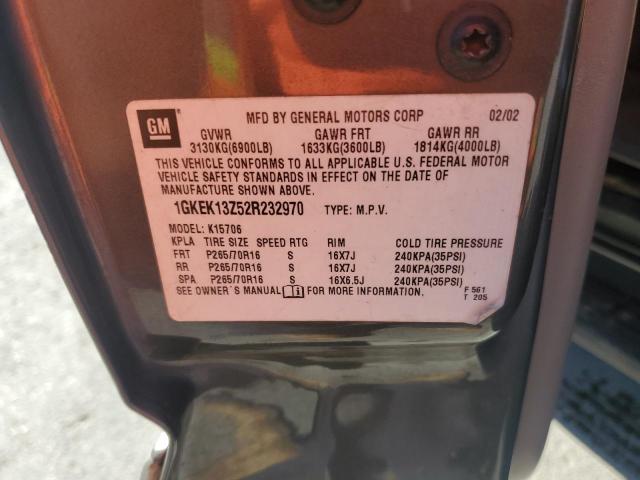 GM
MFD BY GENERAL MOTORS CORP 02/02
GVWR GAWR FRT GAWR RR
3130KG(6900LB) 1633KG(3600LB) 1814KG(4000LB)
THIS VEHICLE CONFORMS TO ALL APPLICABLE U.S. FEDERAL MOTOR
VEHICLE SAFETY STANDARDS IN EFFECT ON THE DATE OF
MANUFACTURE SHOWN ABOVE.
1GKEK13Z52R232970 TYPE: M.P.V.
MODEL: K15706
KPLA TIRE SIZE SPEED RTG RIM COLD TIRE PRESSURE
FRT P265/70R16 S 16X7J 240KPA(35PSI)
RR P265/70R16 S 16X7J 240KPA(35PSI)
SPA P265/70R16 S 16X6.5J 240KPA(35PSI)
SEE OWNER'S MANUAL FOR MORE INFORMATION.
F 561
T 205